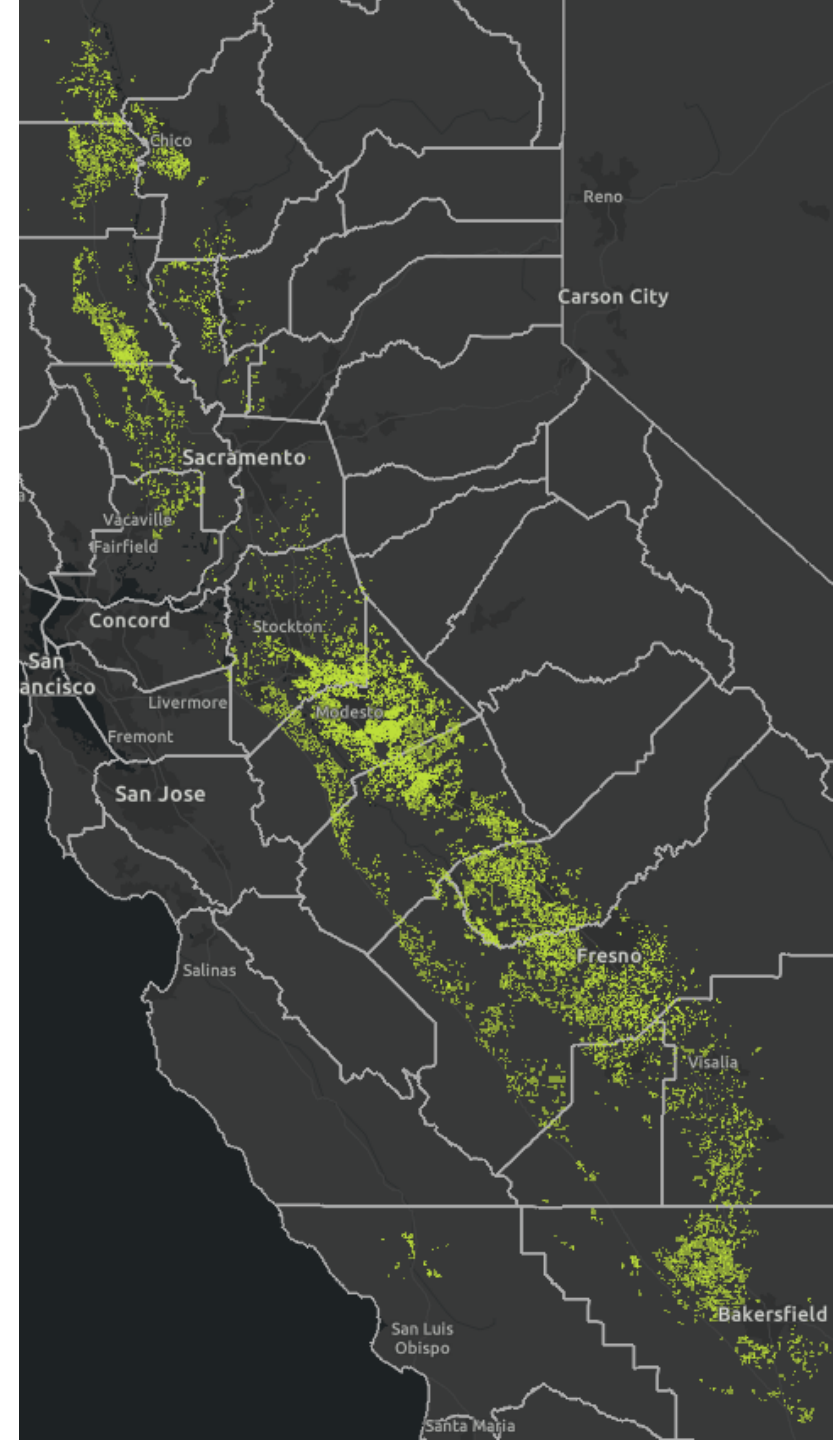 Chico
Reno
Carson City
Sacramento
a
Vacaville
Fairfield
Concord
Stockton
San
ancisco
Livermore
Modesto
Fremont
San Jose
Fresno
Salinas
Visalia
Bakersfield
San Luis
Obispo
Santa Maria